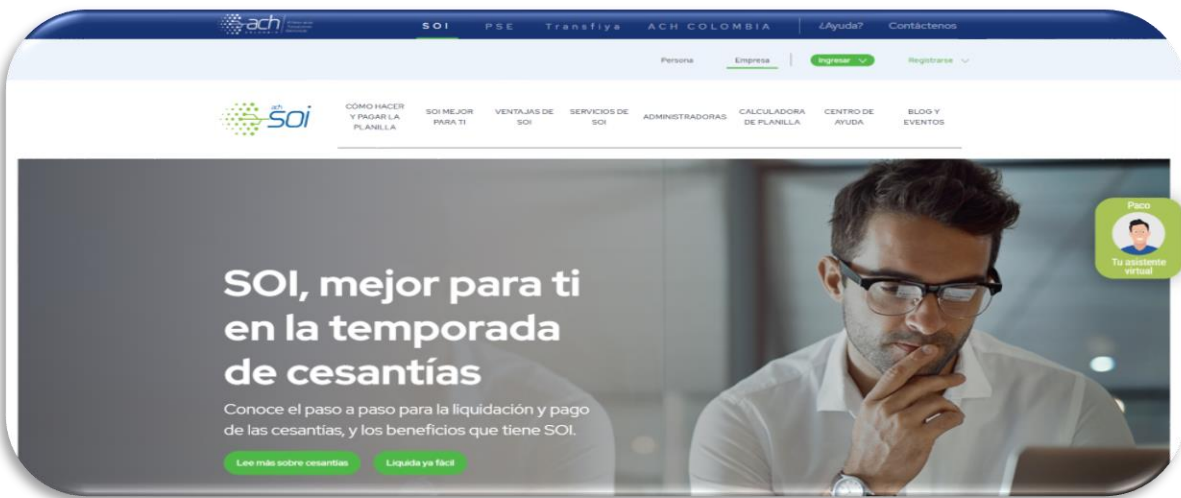 ach
COLOMBIA
SOI PSE Transfiya ACH COLOMBIA ¿Ayuda? Contáctenos
Persona Empresa Ingresar Registrarse
ach
soi
CÓMO HACER
Y PAGAR LA
PLANILLA
SOI MEJOR
PARA TI
VENTAJAS DE
SOI
SERVICIOS DE
SOI
ADMINISTRADORAS
CALCULADORA
DE PLANILLA
CENTRO DE
AYUDA
BLOG Y
EVENTOS
Paco
Tu asistente
virtual
SOI, mejor para ti
en la temporada
de cesantías
Conoce el paso a paso para la liquidación y pago
de las cesantías, y los beneficios que tiene SOI.
Lee más sobre cesantías Liquida ya fácil